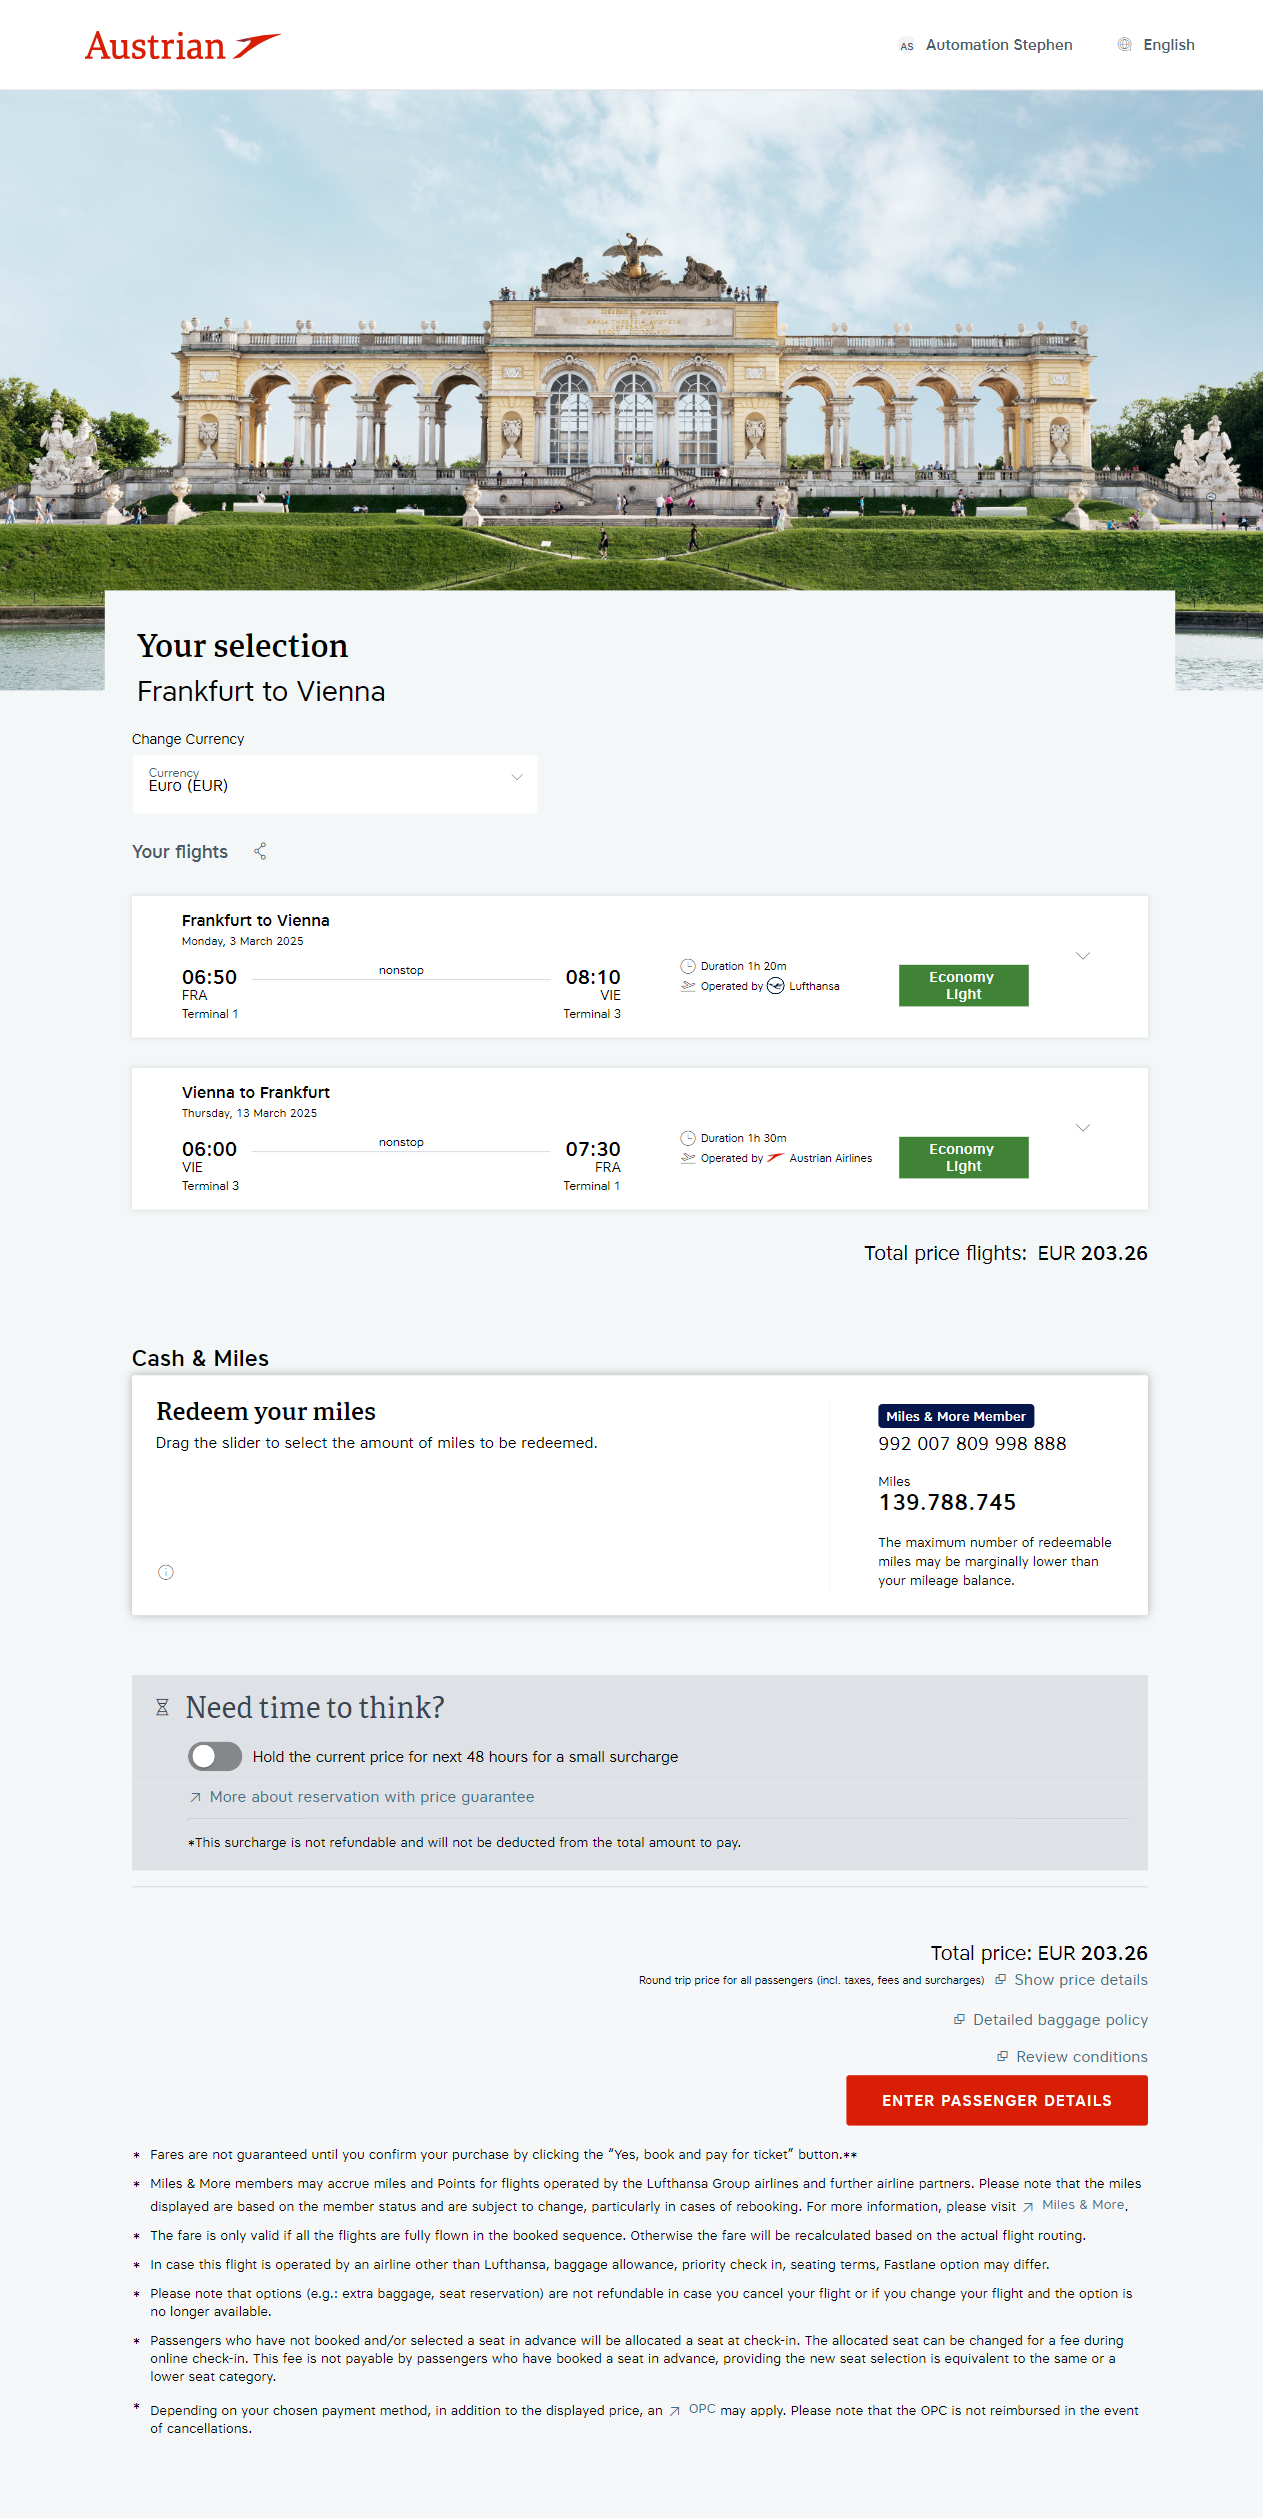 Austrian
AS Automation Stephen
English
Your selection
Frankfurt to Vienna
Change Currency
Currency
Euro (EUR)
Your flights
Frankfurt to Vienna
Monday, 3 March 2025
06:50 nonstop 08:10
FRA VIE
Terminal 1 Terminal 3
Duration 1h 20m
Operated by Lufthansa
Economy
Light
Vienna to Frankfurt
Thursday, 13 March 2025
06:00 nonstop 07:30
VIE FRA
Terminal 3 Terminal 1
Duration 1h 30m
Operated by Austrian Airlines
Economy
Light
Total price flights: EUR 203.26
Cash & Miles
Redeem your miles
Drag the slider to select the amount of miles to be redeemed.
Miles & More Member
992 007 809 998 888
Miles
139.788.745
The maximum number of redeemable
miles may be marginally lower than
your mileage balance.
Need time to think?
Hold the current price for next 48 hours for a small surcharge
More about reservation with price guarantee
*This surcharge is not refundable and will not be deducted from the total amount to pay.
Total price: EUR 203.26
Round trip price for all passengers (incl. taxes, fees and surcharges) Show price details
Detailed baggage policy
Review conditions
ENTER PASSENGER DETAILS
* Fares are not guaranteed until you confirm your purchase by clicking the “Yes, book and pay for ticket” button.**
* Miles & More members may accrue miles and Points for flights operated by the Lufthansa Group airlines and further airline partners. Please note that the miles
displayed are based on the member status and are subject to change, particularly in cases of rebooking. For more information, please visit Miles & More.
* The fare is only valid if all the flights are fully flown in the booked sequence. Otherwise the fare will be recalculated based on the actual flight routing.
* In case this flight is operated by an airline other than Lufthansa, baggage allowance, priority check in, seating terms, Fastlane option may differ.
* Please note that options (e.g.: extra baggage, seat reservation) are not refundable in case you cancel your flight or if you change your flight and the option is
no longer available.
* Passengers who have not booked and/or selected a seat in advance will be allocated a seat at check-in. The allocated seat can be changed for a fee during
online check-in. This fee is not payable by passengers who have booked a seat in advance, providing the new seat selection is equivalent to the same or a
lower seat category.
* Depending on your chosen payment method, in addition to the displayed price, an OPC may apply. Please note that the OPC is not reimbursed in the event
of cancellations.